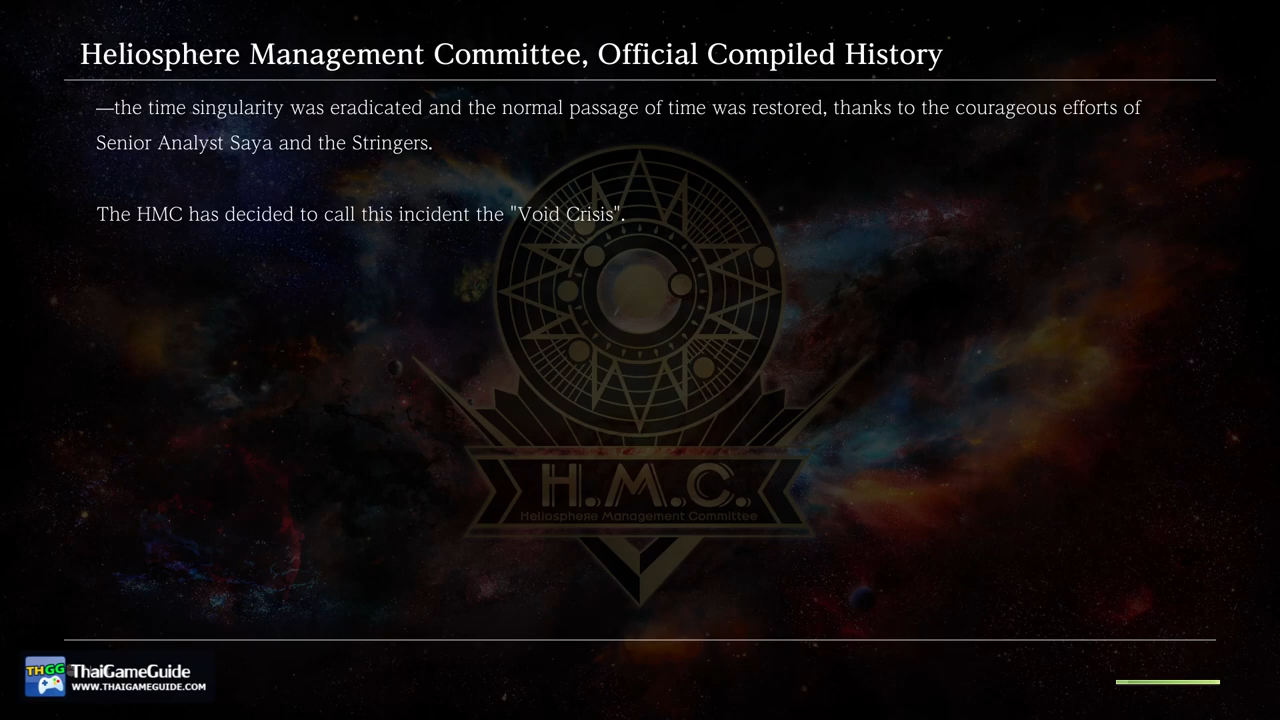 Heliosphere Management Committee, Official Compiled History
—the time singularity was eradicated and the normal passage of time was restored, thanks to the courageous efforts of
Senior Analyst Saya and the Stringers.
The HMC has decided to call this incident the "Void Crisis".
H.M.C.
Heliosphere Management Committee
THGG ThaiGameGuide
WWW.THAIGAMEGUIDE.COM